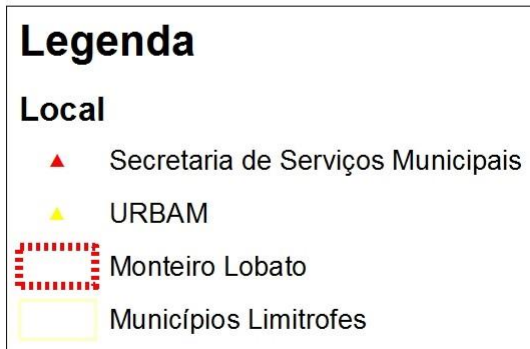 Legenda
Local
Secretaria de Serviços Municipais
URBAM
Monteiro Lobato
Municípios Limitrofes